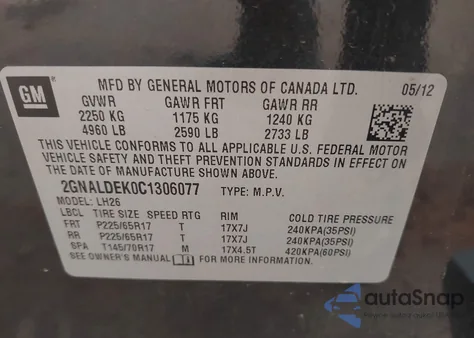 GM
MFD BY GENERAL MOTORS OF CANADA LTD. 05/12
GVWR GAWR FRT GAWR RR
2250 KG 1175 KG 1240 KG
4960 LB 2590 LB 2733 LB
THIS VEHICLE CONFORMS TO ALL APPLICABLE U.S. FEDERAL MOTOR
VEHICLE SAFETY AND THEFT PREVENTION STANDARDS IN EFFECT ON
THE DATE OF MANUFACTURE SHOWN ABOVE.
2GNALDEK0C1306077 TYPE: M.P.V.
MODEL: LH26
LBCL TIRE SIZE SPEED RTG RIM COLD TIRE PRESSURE
FRT P225/65R17 T 17X7J 240KPA(35PSI)
RR P225/65R17 T 17X7J 240KPA(35PSI)
SPA T145/70R17 M 17X4.5T 420KPA(60PSI)
SEE OWNER'S MANUAL FOR MORE INFORMATION.
autoSnap